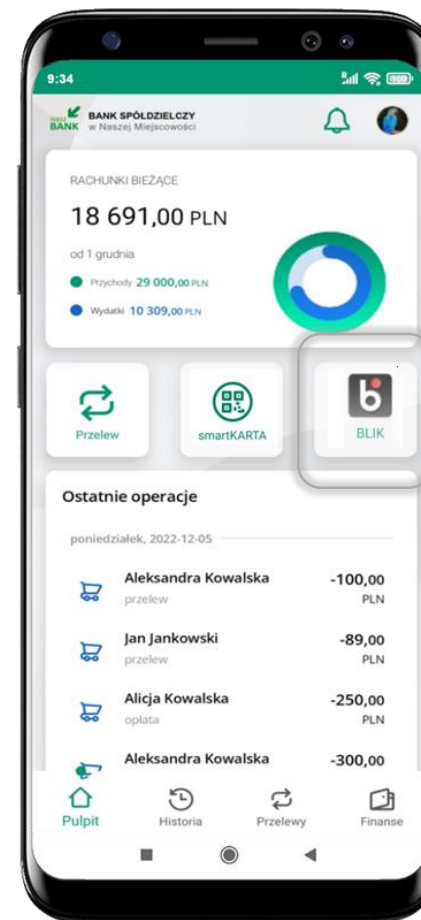 9:34
nasz BANK BANK SPÓŁDZIELCZY
w Naszej Miejscowości
RACHUNKI BIEŻĄCE
18 691,00 PLN
od 1 grudnia
Przychody 29 000,00 PLN
Wydatki 10 309,00 PLN
Przelew
smartKARTA
b
BLIK
Ostatnie operacje
poniedziałek, 2022-12-05
Aleksandra Kowalska -100,00
przelew PLN
Jan Jankowski -89,00
przelew PLN
Alicja Kowalska -250,00
opłata PLN
Aleksandra Kowalska -300,00
Pulpit Historia Przelewy Finanse